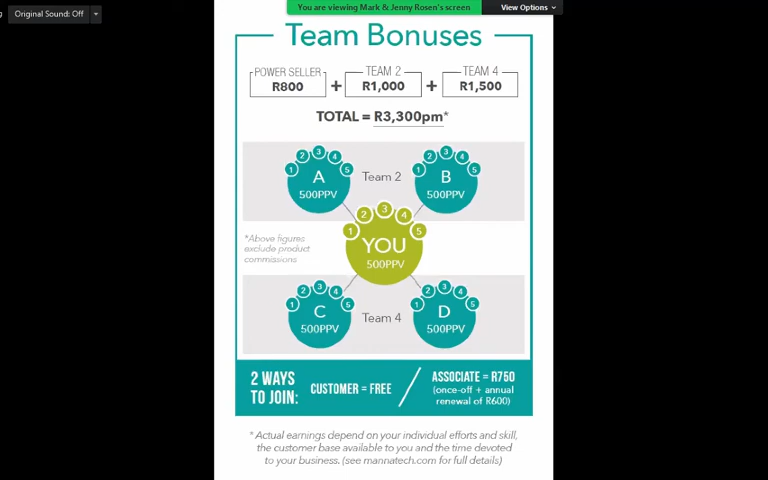 Original Sound: Off
You are viewing Mark & Jenny Rosen's screen
View Options
Team Bonuses
POWER SELLER
R800
+
TEAM 2
R1,000
+
TEAM 4
R1,500
TOTAL = R3,300pm*
1 2 3 4 5
A
500PPV
Team 2
1 2 3 4 5
B
500PPV
*Above figures
exclude product
commissions
1 2 3 4 5
YOU
500PPV
1 2 3 4 5
C
500PPV
Team 4
1 2 3 4 5
D
500PPV
2 WAYS
TO JOIN:
CUSTOMER = FREE
ASSOCIATE = R750
(once-off + annual
renewal of R600)
* Actual earnings depend on your individual efforts and skill,
the customer base available to you and the time devoted
to your business. (see mannatech.com for full details)